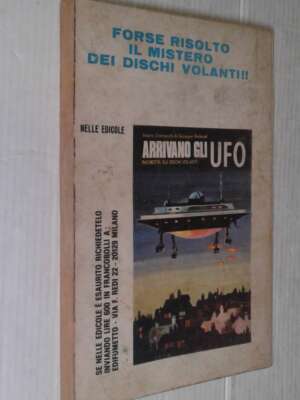 FORSE RISOLTO
IL MISTERO
DEI DISCHI VOLANTI!!
NELLE EDICOLE
ARRIVANO GLI
UFO
SE NELLE EDICOLE È ESAURITO RICHIEDETELO
INVIANDO LIRE 600 IN FRANCOBOLLI A:
EDIFUMETTO - VIA F. REDI 22 - 20129 MILANO